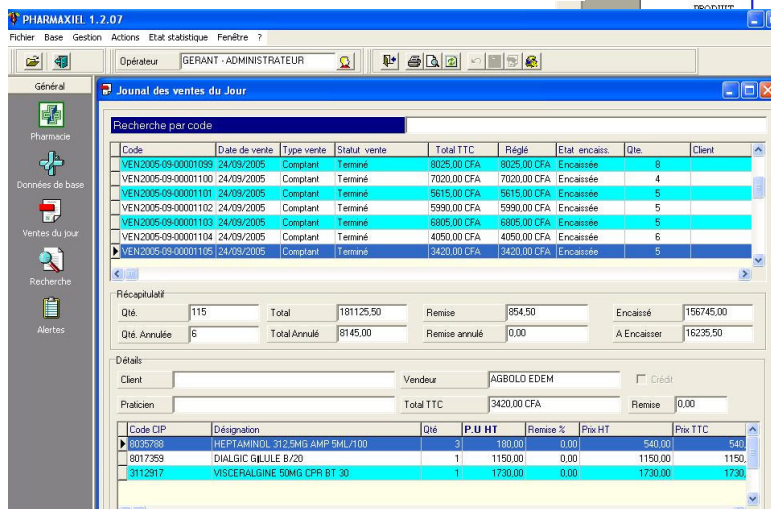 PRODUIT
PHARMAXIEL 1.2.07
Fichier Base Gestion Actions Etat statistique Fenêtre ?
Opérateur GERANT - ADMINISTRATEUR
Général
Pharmacie
Données de base
Ventes du jour
Recherche
Alertes
Jounal des ventes du Jour
Recherche par code
Code Date de vente Type vente Statut vente Total TTC Réglé Etat encaiss. Qte. Client
VEN2005-09-00001099 24/09/2005 Comptant Terminé 8025,00 CFA 8025,00 CFA Encaissée 8
VEN2005-09-00001100 24/09/2005 Comptant Terminé 7020,00 CFA 7020,00 CFA Encaissée 4
VEN2005-09-00001101 24/09/2005 Comptant Terminé 5615,00 CFA 5615,00 CFA Encaissée 5
VEN2005-09-00001102 24/09/2005 Comptant Terminé 5990,00 CFA 5990,00 CFA Encaissée 5
VEN2005-09-00001103 24/09/2005 Comptant Terminé 6805,00 CFA 6805,00 CFA Encaissée 5
VEN2005-09-00001104 24/09/2005 Comptant Terminé 4050,00 CFA 4050,00 CFA Encaissée 6
VEN2005-09-00001105 24/09/2005 Comptant Terminé 3420,00 CFA 3420,00 CFA Encaissée 5
Récapitulatif
Qté. 115 Total 181125,50 Remise 854,50 Encaissé 156745,00
Qté. Annulée 6 Total Annulé 8145,00 Remise annulé 0,00 A Encaisser 16235,50
Détails
Client Vendeur AGBOLO EDEM Crédit
Praticien Total TTC 3420,00 CFA Remise 0,00
Code CIP Désignation Qté P.U HT Remise % Prix HT Prix TTC
8035788 HEPTAMINOL 312,5MG AMP 5ML/100 3 180,00 0,00 540,00 540,
8017359 DIALGIC GILULE B/20 1 1150,00 0,00 1150,00 1150,
3112917 VISCERALGINE 50MG CPR BT 30 1 1730,00 0,00 1730,00 1730,